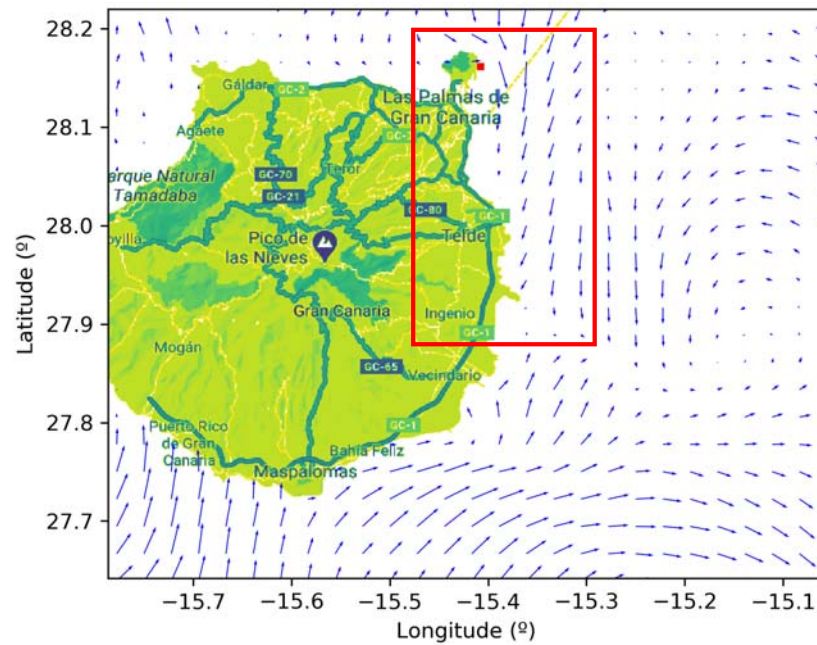 28.2
28.1
28.0
27.9
27.8
27.7
Latitude (º)
Gáldar
GC-2
Las Palmas de
Gran Canaria
Agaete
Teror
arque Natural
Tamadaba
GC-70
GC-21
GC-80
GC-1
Telde
Pico de
las Nieves
Gran Canaria
Ingenio
GC-1
Mogán
GC-65
Vecindario
GC-1
Puerto Rico
de Gran
Canaria
Bahía Feliz
Maspalomas
−15.7
−15.6
−15.5
−15.4
−15.3
−15.2
−15.1
Longitude (º)